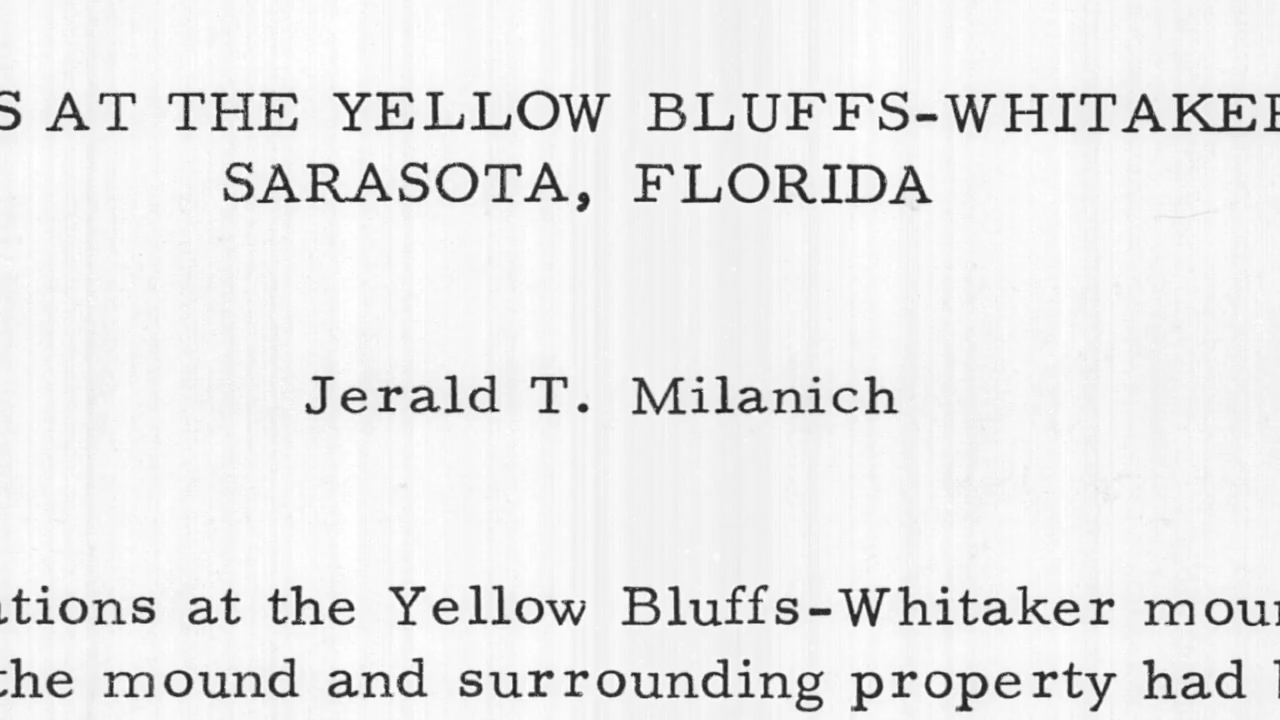 S AT THE YELLOW BLUFFS-WHITAKER
SARASOTA, FLORIDA
Jerald T. Milanich
ations at the Yellow Bluffs-Whitaker moun
the mound and surrounding property had